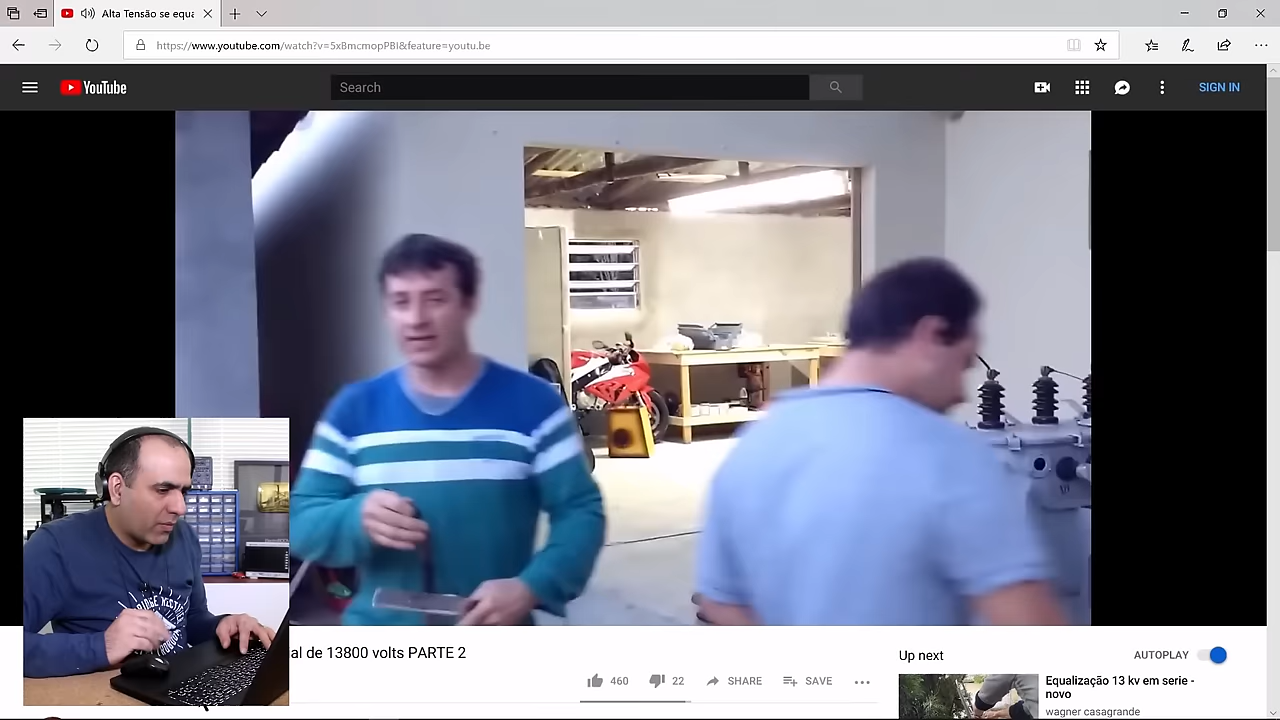 Alta Tensão se equa
https://www.youtube.com/watch?v=5xBmcmopPBI&feature=youtu.be
YouTube
Search
SIGN IN
al de 13800 volts PARTE 2
460
22
SHARE
SAVE
Up next
AUTOPLAY
Equalização 13 kv em serie -
novo
wagner casagrande